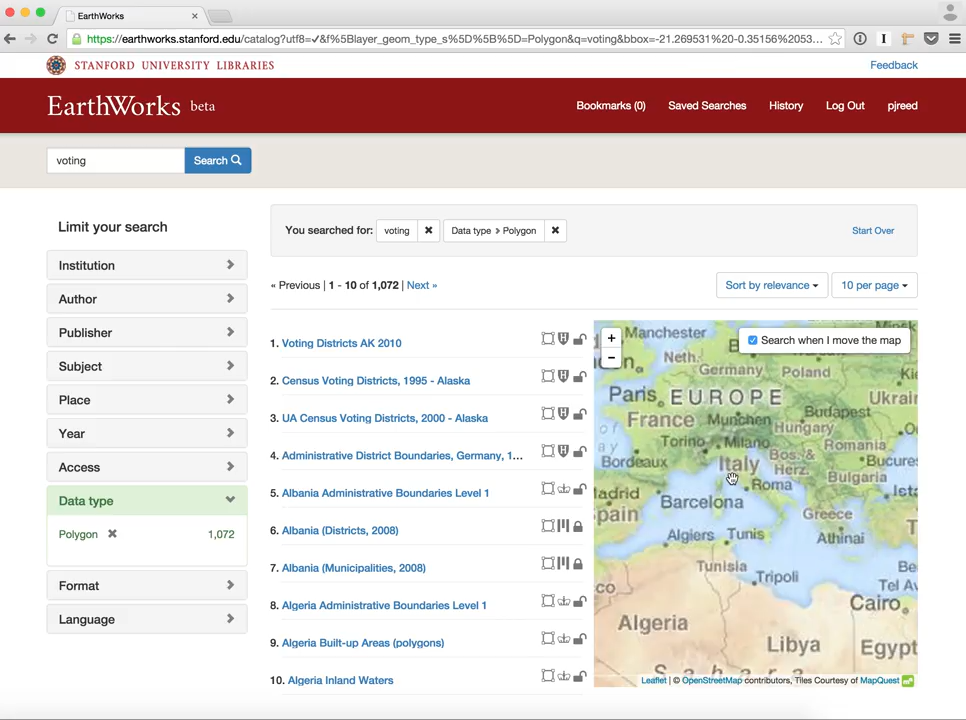 EarthWorks
https://earthworks.stanford.edu/catalog?utf8=✓&f%5Blayer_geom_type_s%5D%5B%5D=Polygon&q=voting&bbox=-21.269531%20-0.35156%2053...
STANFORD UNIVERSITY LIBRARIES
Feedback
EarthWorks beta
Bookmarks (0) Saved Searches History Log Out pjreed
voting
Search
Limit your search
Institution
Author
Publisher
Subject
Place
Year
Access
Data type
Polygon 1,072
Format
Language
You searched for: voting Data type > Polygon Start Over
« Previous | 1 - 10 of 1,072 | Next »
Sort by relevance
10 per page
1. Voting Districts AK 2010
2. Census Voting Districts, 1995 - Alaska
3. UA Census Voting Districts, 2000 - Alaska
4. Administrative District Boundaries, Germany, 1...
5. Albania Administrative Boundaries Level 1
6. Albania (Districts, 2008)
7. Albania (Municipalities, 2008)
8. Algeria Administrative Boundaries Level 1
9. Algeria Built-up Areas (polygons)
10. Algeria Inland Waters
+
−
Search when I move the map
Manchester
Neth.
Germany Poland
Paris EUROPE
Ukrain
France Munchen Budapest
Hungary
Torino Milano
Romania
Bordeaux
Italy
Bos. & Herz.
Bucure
Roma
Bulgaria
Madrid
Barcelona
Spain
Greece
Algiers Tunis
Athinai
Tunisia
Tripoli
Tel Av
Cairo
Algeria
Libya
Egypt
Sahara
Leaflet | © OpenStreetMap contributors, Tiles Courtesy of MapQuest